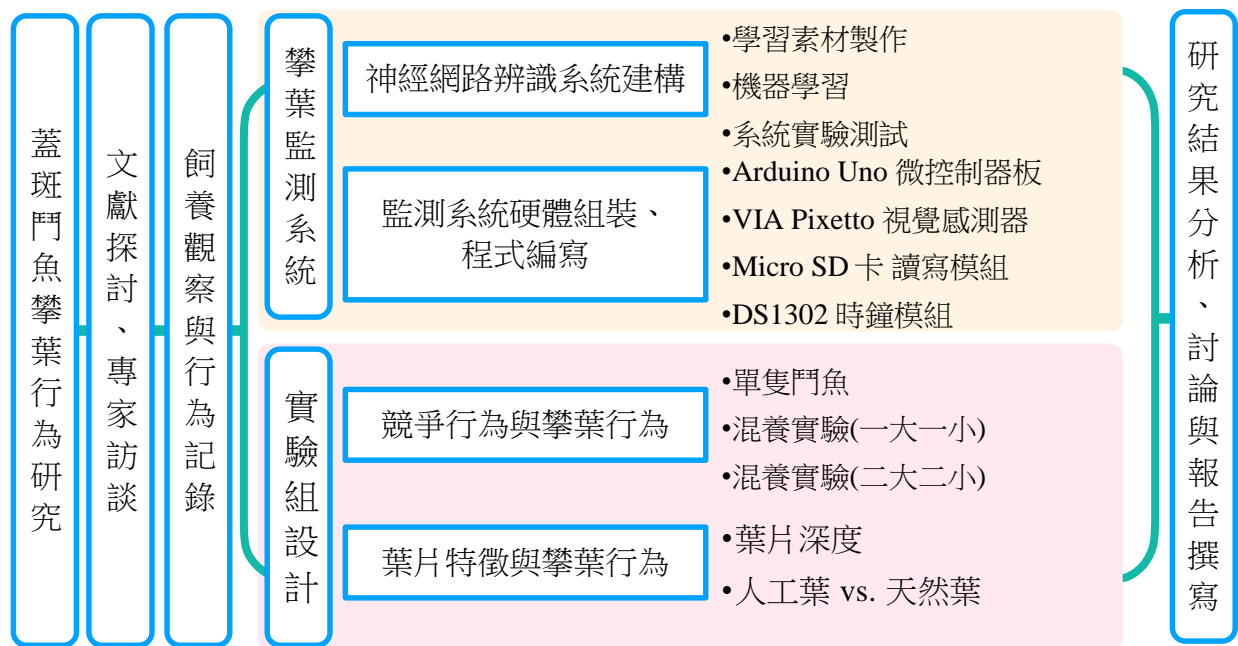 蓋斑鬥魚攀葉行為研究
文獻探討、專家訪談
飼養觀察與行為記錄
攀葉監測系統
神經網路辨識系統建構
•學習素材製作
•機器學習
•系統實驗測試
監測系統硬體組裝、
程式編寫
•Arduino Uno 微控制器板
•VIA Pixetto 視覺感測器
•Micro SD 卡 讀寫模組
•DS1302 時鐘模組
實驗組設計
競爭行為與攀葉行為
•單隻鬥魚
•混養實驗(一大一小)
•混養實驗(二大二小)
葉片特徵與攀葉行為
•葉片深度
•人工葉 vs. 天然葉
研究結果分析、討論與報告撰寫